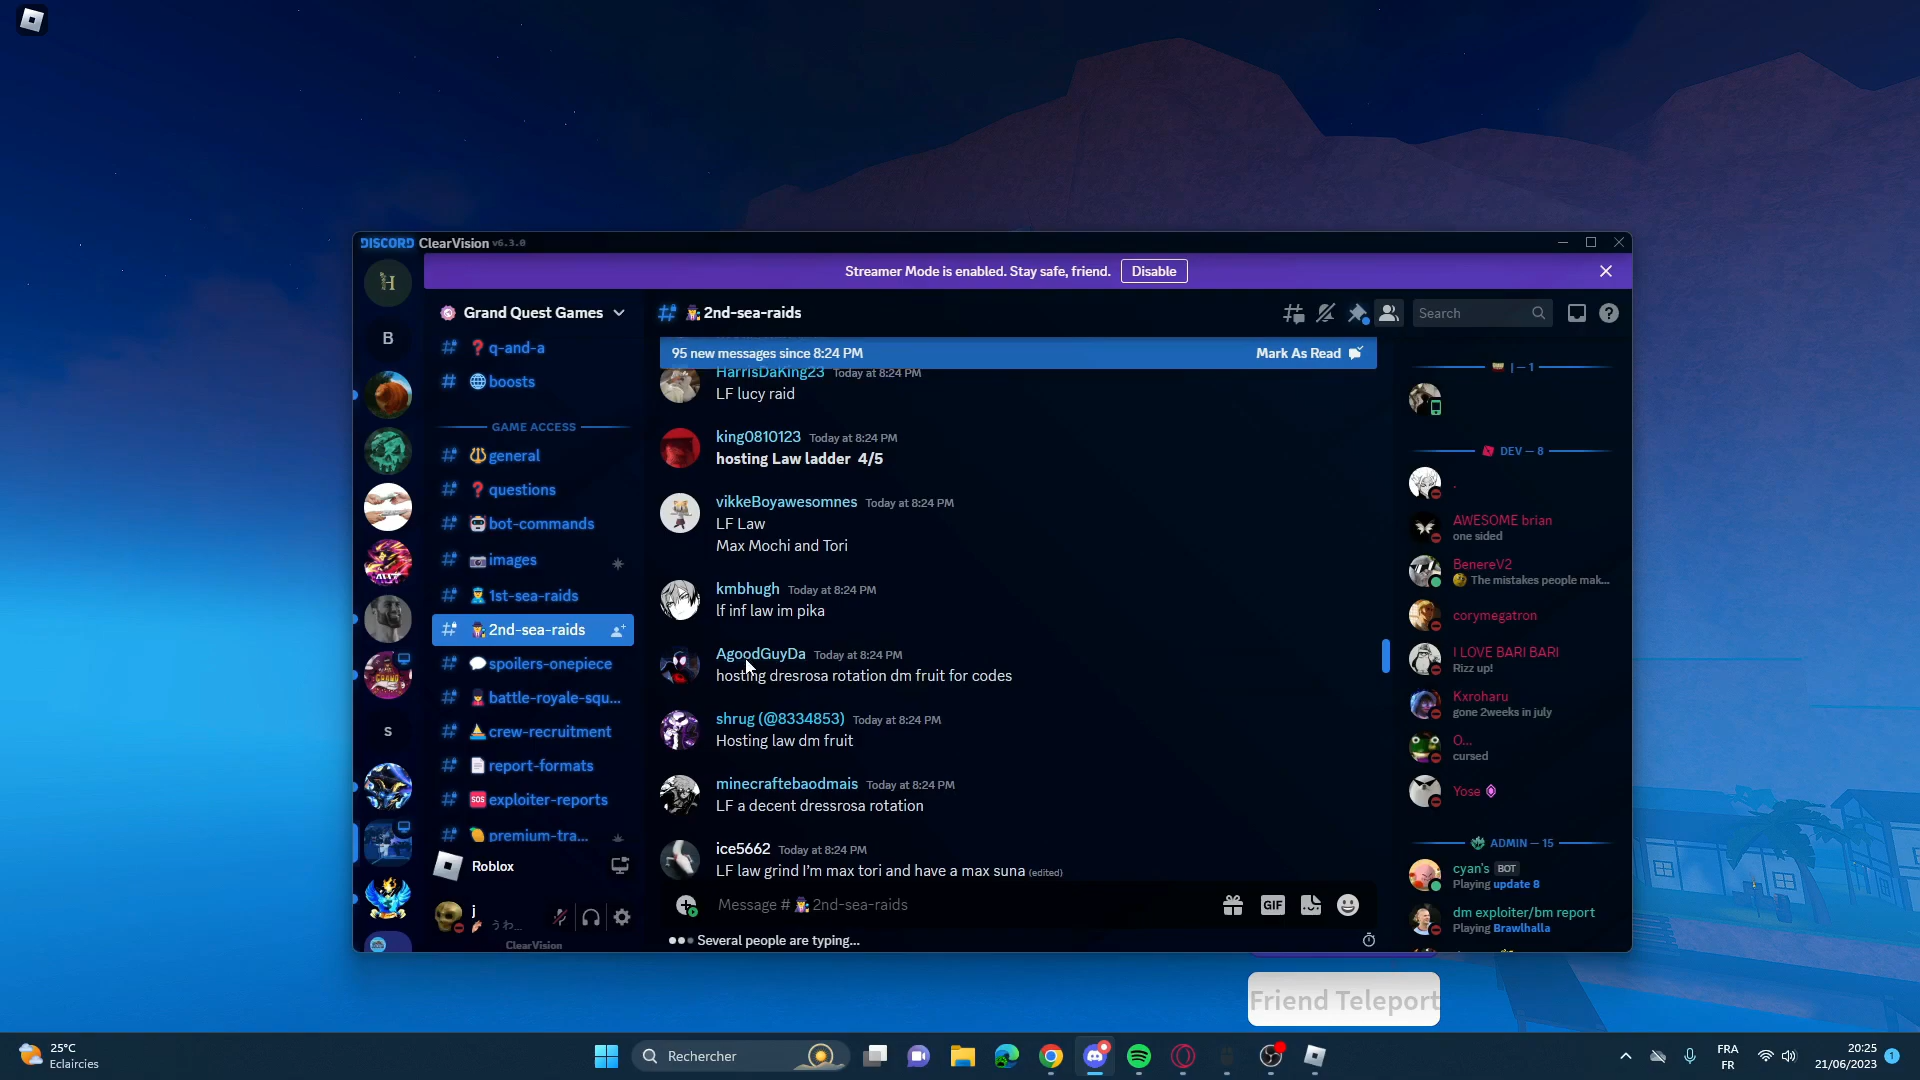 DISCORD ClearVision v6.3.0
Streamer Mode is enabled. Stay safe, friend. Disable
H
B
S
Grand Quest Games
q-and-a
boosts
GAME ACCESS
general
questions
bot-commands
images
1st-sea-raids
2nd-sea-raids
spoilers-onepiece
battle-royale-squ...
crew-recruitment
report-formats
SOS exploiter-reports
premium-tra...
Roblox
j
うわ...
ClearVision
2nd-sea-raids
Search
95 new messages since 8:24 PM Mark As Read
HarrisDaKing23 Today at 8:24 PM
LF lucy raid
king0810123 Today at 8:24 PM
hosting Law ladder 4/5
vikkeBoyawesomnes Today at 8:24 PM
LF Law
Max Mochi and Tori
kmbhugh Today at 8:24 PM
lf inf law im pika
AgoodGuyDa Today at 8:24 PM
hosting dresrosa rotation dm fruit for codes
shrug (@8334853) Today at 8:24 PM
Hosting law dm fruit
minecraftebaodmais Today at 8:24 PM
LF a decent dressrosa rotation
ice5662 Today at 8:24 PM
LF law grind I'm max tori and have a max suna (edited)
Message # 2nd-sea-raids
GIF
Several people are typing...
| — 1
DEV — 8
.
AWESOME brian
one sided
BenereV2
The mistakes people mak...
corymegatron
I LOVE BARI BARI
Rizz up!
Kxroharu
gone 2weeks in july
O...
cursed
Yose
ADMIN — 15
cyan's BOT
Playing update 8
dm exploiter/bm report
Playing Brawlhalla
Friend Teleport
25°C
Eclaircies
Rechercher
FRA
FR
20:25
21/06/2023
1